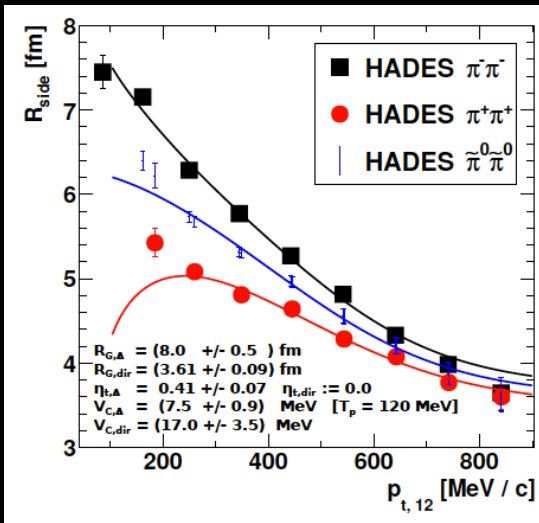 8
7
6
5
4
3
R_side [fm]
HADES π⁻π⁻
HADES π⁺π⁺
HADES π̃⁰π̃⁰
R_G,Δ = (8.0 +/- 0.5 ) fm
R_G,dir = (3.61 +/- 0.09) fm
η_t,Δ = 0.41 +/- 0.07 η_t,dir := 0.0
V_C,Δ = (7.5 +/- 0.9) MeV [T_p = 120 MeV]
V_C,dir = (17.0 +/- 3.5) MeV
200 400 600 800
p_t, 12 [MeV / c]